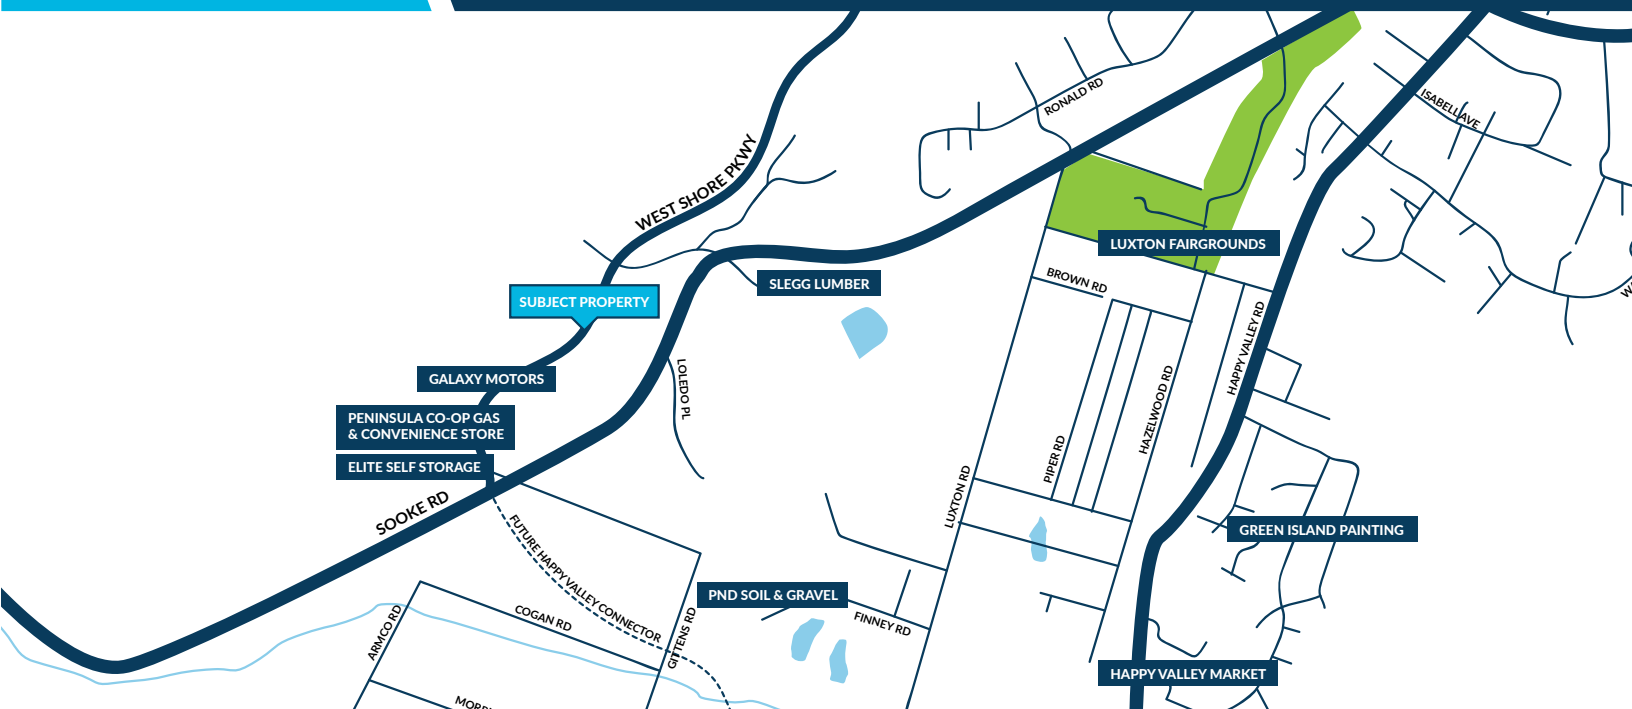 RONALD RD
ISABELL AVE
WEST SHORE PKWY
LUXTON FAIRGROUNDS
SLEGG LUMBER
BROWN RD
SUBJECT PROPERTY
HAPPY VALLEY RD
GALAXY MOTORS
LOLEDO PL
HAZELWOOD RD
PENINSULA CO-OP GAS
& CONVENIENCE STORE
ELITE SELF STORAGE
PIPER RD
LUXTON RD
SOOKE RD
GREEN ISLAND PAINTING
FUTURE HAPPY VALLEY CONNECTOR
PND SOIL & GRAVEL
COGAN RD
FINNEY RD
ARMCO RD
GITTENS RD
HAPPY VALLEY MARKET